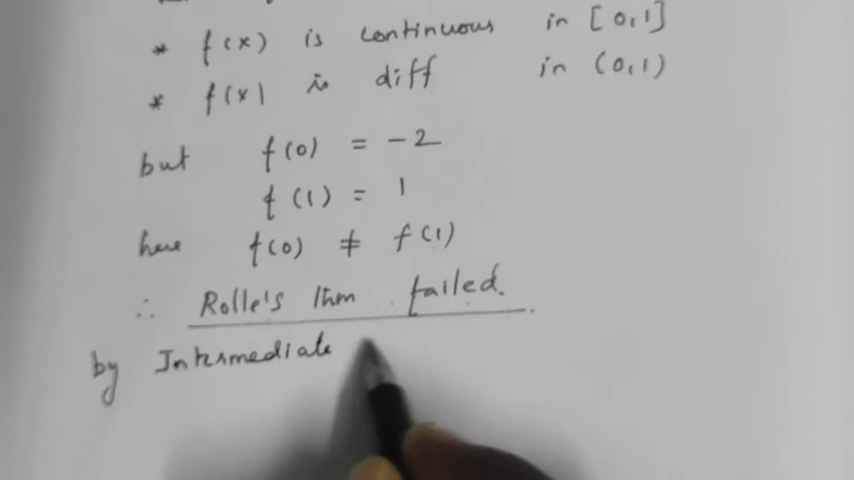 * f(x) is continuous in [0,1]
* f(x) is diff in (0,1)
but f(0) = -2
f(1) = 1
here f(0) ≠ f(1)
∴ Rolle's thm failed.
by Intermediate